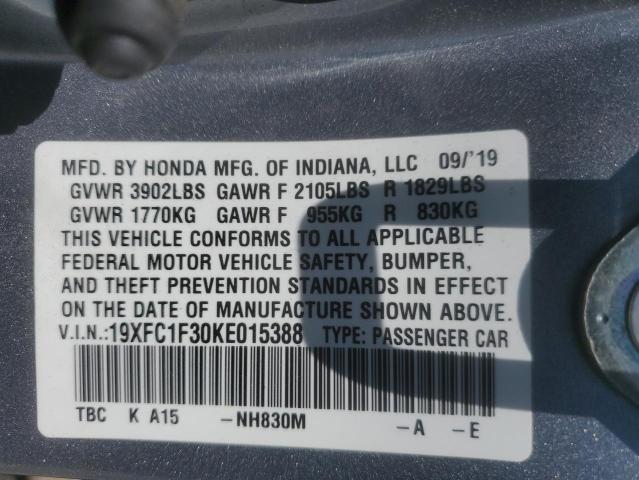 MFD. BY HONDA MFG. OF INDIANA, LLC 09/'19
GVWR 3902LBS GAWR F 2105LBS R 1829LBS
GVWR 1770KG GAWR F 955KG R 830KG
THIS VEHICLE CONFORMS TO ALL APPLICABLE
FEDERAL MOTOR VEHICLE SAFETY, BUMPER,
AND THEFT PREVENTION STANDARDS IN EFFECT
ON THE DATE OF MANUFACTURE SHOWN ABOVE.
V.I.N.:19XFC1F30KE015388 TYPE: PASSENGER CAR
TBC K A15 -NH830M -A -E